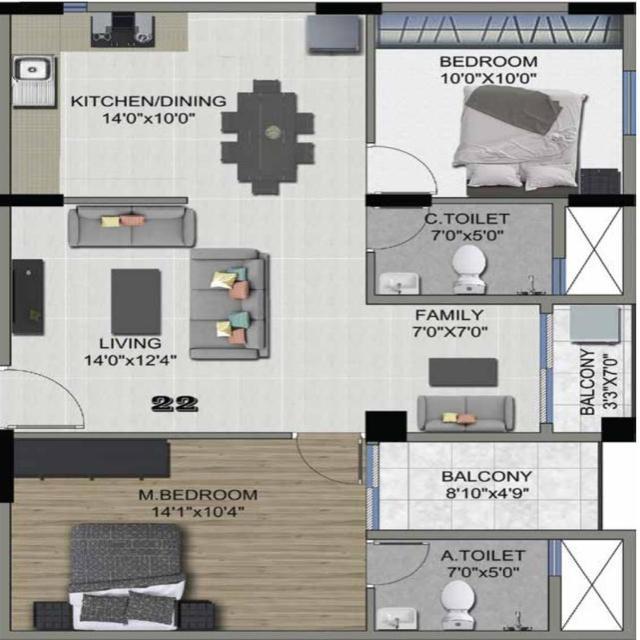 BEDROOM
10'0"X10'0"
KITCHEN/DINING
14'0"x10'0"
C.TOILET
7'0"x5'0"
FAMILY
7'0"X7'0"
LIVING
14'0"x12'4"
BALCONY
3'3"X7'0"
22
BALCONY
8'10"x4'9"
M.BEDROOM
14'1"x10'4"
A.TOILET
7'0"x5'0"